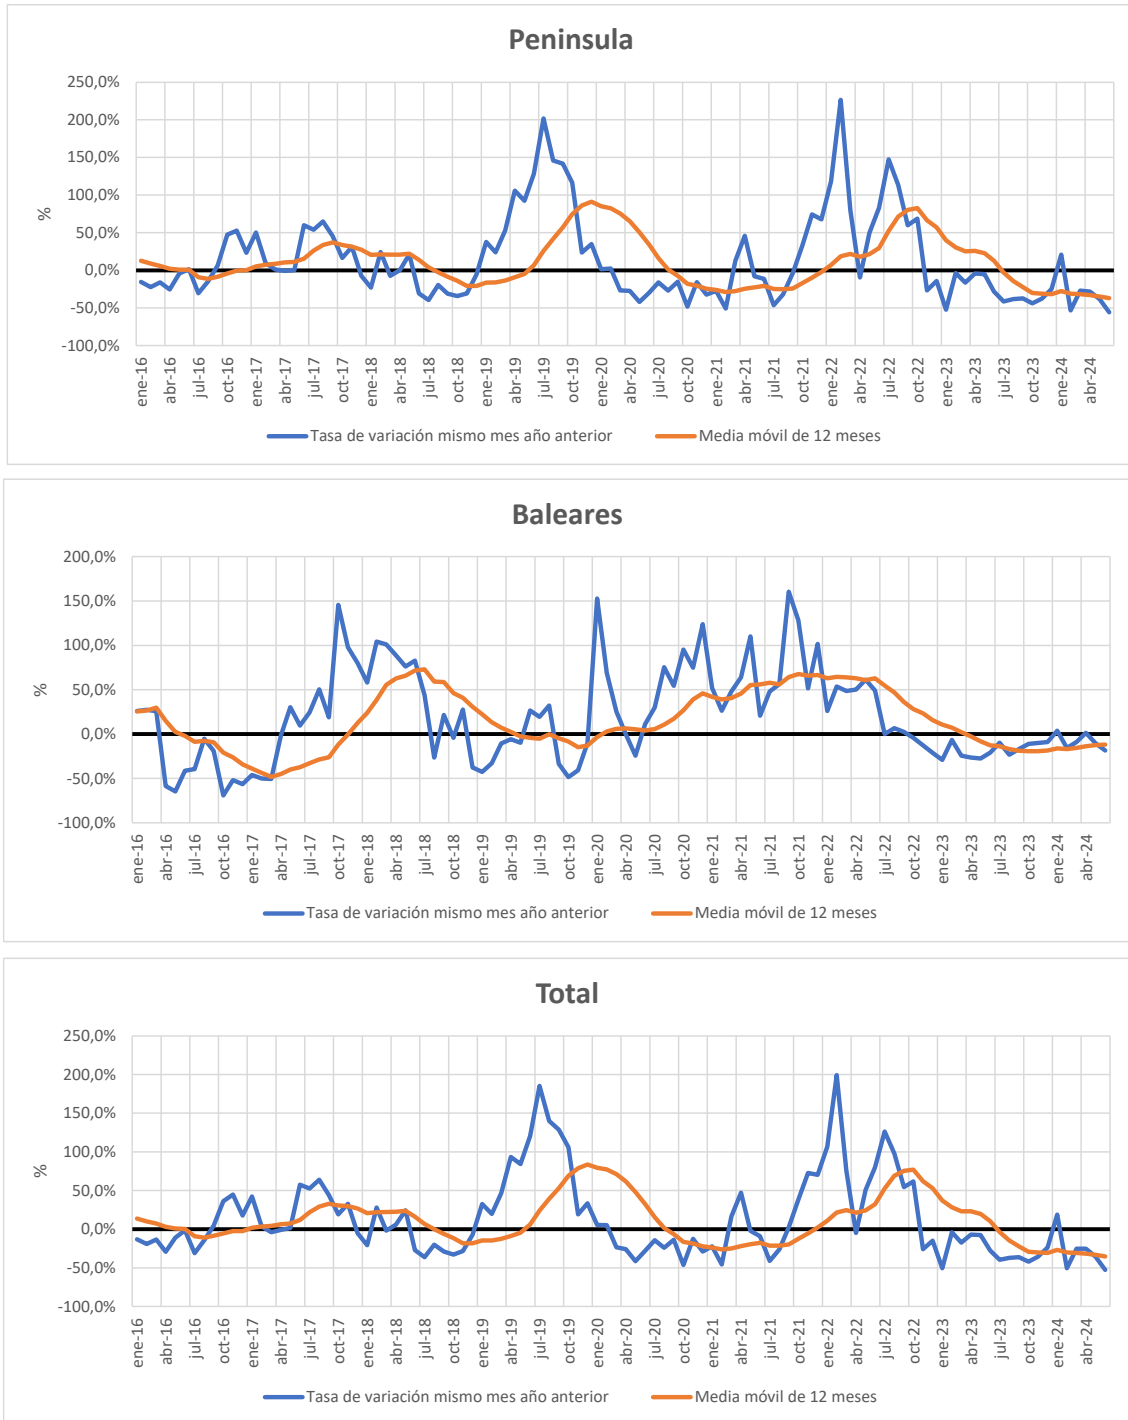 Peninsula
250,0%
200,0%
150,0%
100,0%
50,0%
0,0%
-50,0%
-100,0%
%
ene-16 abr-16 jul-16 oct-16 ene-17 abr-17 jul-17 oct-17 ene-18 abr-18 jul-18 oct-18 ene-19 abr-19 jul-19 oct-19 ene-20 abr-20 jul-20 oct-20 ene-21 abr-21 jul-21 oct-21 ene-22 abr-22 jul-22 oct-22 ene-23 abr-23 jul-23 oct-23 ene-24 abr-24
Tasa de variación mismo mes año anterior Media móvil de 12 meses
Baleares
200,0%
150,0%
100,0%
50,0%
0,0%
-50,0%
-100,0%
%
ene-16 abr-16 jul-16 oct-16 ene-17 abr-17 jul-17 oct-17 ene-18 abr-18 jul-18 oct-18 ene-19 abr-19 jul-19 oct-19 ene-20 abr-20 jul-20 oct-20 ene-21 abr-21 jul-21 oct-21 ene-22 abr-22 jul-22 oct-22 ene-23 abr-23 jul-23 oct-23 ene-24 abr-24
Tasa de variación mismo mes año anterior Media móvil de 12 meses
Total
250,0%
200,0%
150,0%
100,0%
50,0%
0,0%
-50,0%
-100,0%
%
ene-16 abr-16 jul-16 oct-16 ene-17 abr-17 jul-17 oct-17 ene-18 abr-18 jul-18 oct-18 ene-19 abr-19 jul-19 oct-19 ene-20 abr-20 jul-20 oct-20 ene-21 abr-21 jul-21 oct-21 ene-22 abr-22 jul-22 oct-22 ene-23 abr-23 jul-23 oct-23 ene-24 abr-24
Tasa de variación mismo mes año anterior Media móvil de 12 meses